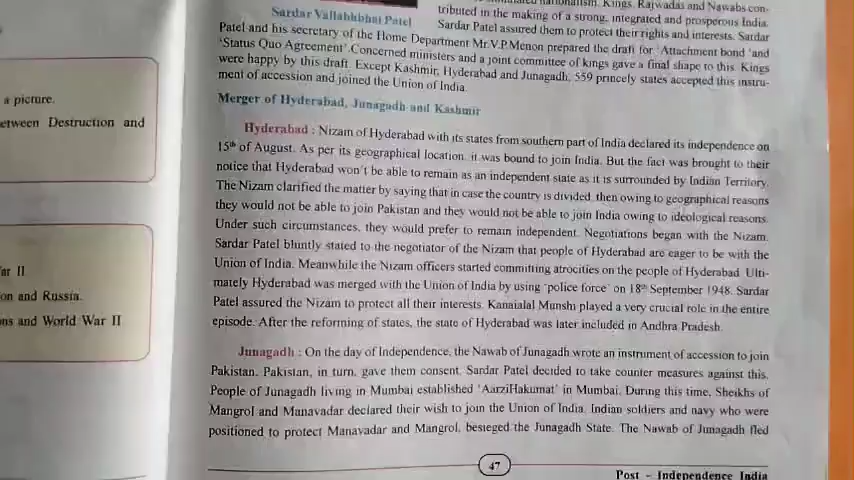 a picture.
etween Destruction and
ar II
on and Russia.
ns and World War II
nationalism. Kings, Rajwadas and Nawabs con-
tributed in the making of a strong, integrated and prosperous India.
Sardar Vallabhbhai Patel
Sardar Patel assured them to protect their rights and interests. Sardar
Patel and his secretary of the Home Department Mr.V.P.Menon prepared the draft for 'Attachment bond 'and
'Status Quo Agreement'.Concerned ministers and a joint committee of kings gave a final shape to this. Kings
were happy by this draft. Except Kashmir, Hyderabad and Junagadh, 559 princely states accepted this instru-
ment of accession and joined the Union of India.
Merger of Hyderabad, Junagadh and Kashmir
Hyderabad : Nizam of Hyderabad with its states from southern part of India declared its independence on
15th of August. As per its geographical location, it was bound to join India. But the fact was brought to their
notice that Hyderabad won't be able to remain as an independent state as it is surrounded by Indian Territory.
The Nizam clarified the matter by saying that in case the country is divided, then owing to geographical reasons
they would not be able to join Pakistan and they would not be able to join India owing to ideological reasons.
Under such circumstances, they would prefer to remain independent. Negotiations began with the Nizam.
Sardar Patel bluntly stated to the negotiator of the Nizam that people of Hyderabad are eager to be with the
Union of India. Meanwhile the Nizam officers started committing atrocities on the people of Hyderabad. Ulti-
mately Hyderabad was merged with the Union of India by using 'police force' on 18th September 1948. Sardar
Patel assured the Nizam to protect all their interests. Kanaialal Munshi played a very crucial role in the entire
episode. After the reforming of states, the state of Hyderabad was later included in Andhra Pradesh.
Junagadh : On the day of Independence, the Nawab of Junagadh wrote an instrument of accession to join
Pakistan. Pakistan, in turn, gave them consent. Sardar Patel decided to take counter measures against this.
People of Junagadh living in Mumbai established 'AarziHakumat' in Mumbai. During this time, Sheikhs of
Mangrol and Manavadar declared their wish to join the Union of India. Indian soldiers and navy who were
positioned to protect Manavadar and Mangrol, besieged the Junagadh State. The Nawab of Junagadh fled
47
Post - Independence India